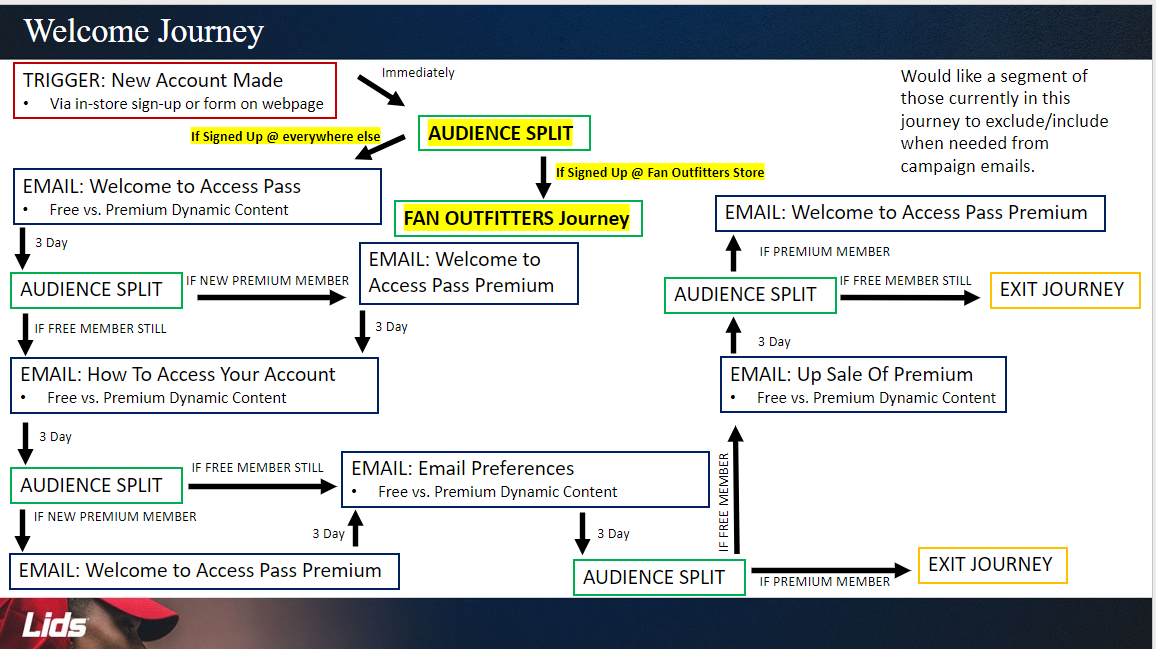 Welcome Journey
TRIGGER: New Account Made
• Via in-store sign-up or form on webpage
Immediately
Would like a segment of
those currently in this
journey to exclude/include
when needed from
campaign emails.
If Signed Up @ everywhere else
AUDIENCE SPLIT
If Signed Up @ Fan Outfitters Store
EMAIL: Welcome to Access Pass
• Free vs. Premium Dynamic Content
FAN OUTFITTERS Journey
EMAIL: Welcome to Access Pass Premium
3 Day
IF PREMIUM MEMBER
EMAIL: Welcome to
Access Pass Premium
AUDIENCE SPLIT
IF NEW PREMIUM MEMBER
AUDIENCE SPLIT
IF FREE MEMBER STILL
EXIT JOURNEY
IF FREE MEMBER STILL
3 Day
3 Day
EMAIL: How To Access Your Account
• Free vs. Premium Dynamic Content
EMAIL: Up Sale Of Premium
• Free vs. Premium Dynamic Content
3 Day
IF FREE MEMBER STILL
EMAIL: Email Preferences
• Free vs. Premium Dynamic Content
IF FREE MEMBER
AUDIENCE SPLIT
IF NEW PREMIUM MEMBER
3 Day
3 Day
EMAIL: Welcome to Access Pass Premium
AUDIENCE SPLIT
IF PREMIUM MEMBER
EXIT JOURNEY
Lids